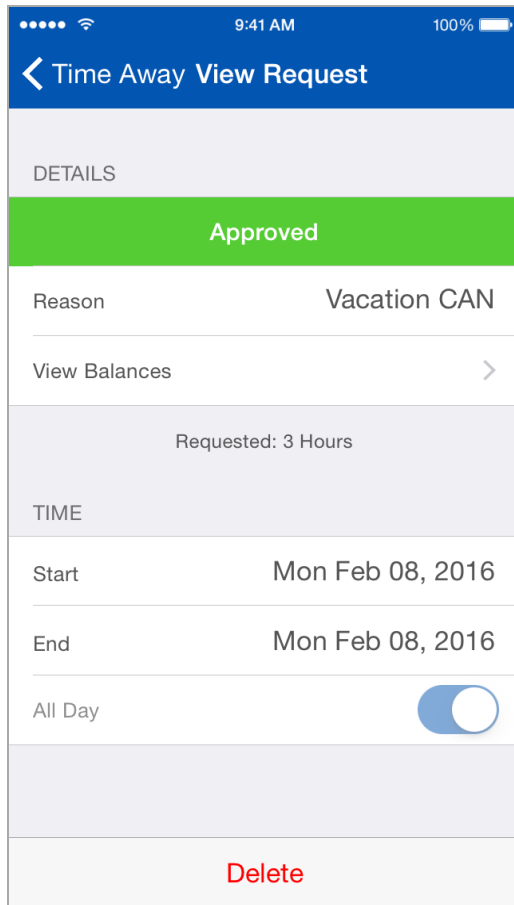 9:41 AM 100%
Time Away View Request
DETAILS
Approved
Reason Vacation CAN
View Balances
Requested: 3 Hours
TIME
Start Mon Feb 08, 2016
End Mon Feb 08, 2016
All Day
Delete